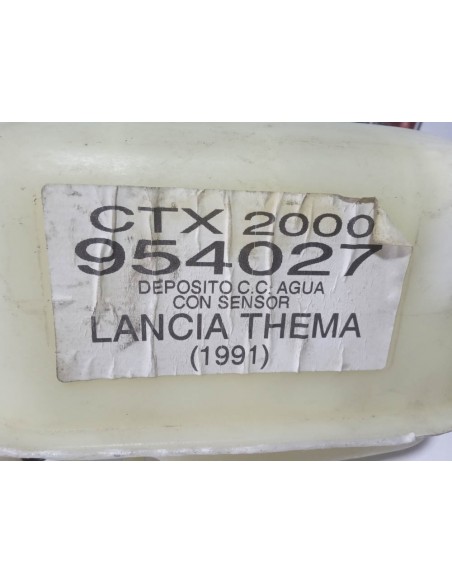 CTX 2000
954027
DEPOSITO C.C. AGUA
CON SENSOR
LANCIA THEMA
(1991)